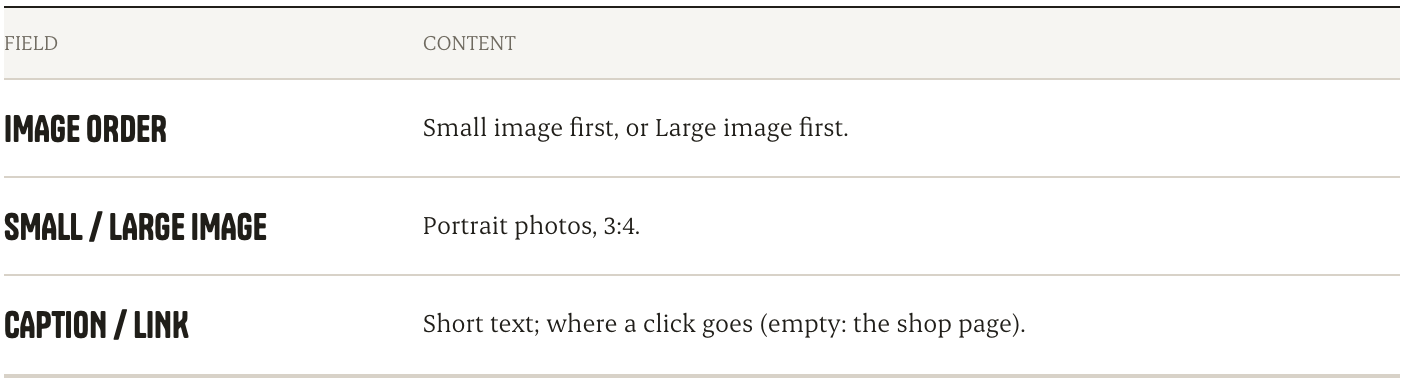 FIELD CONTENT
IMAGE ORDER Small image first, or Large image first.
SMALL / LARGE IMAGE Portrait photos, 3:4.
CAPTION / LINK Short text; where a click goes (empty: the shop page).